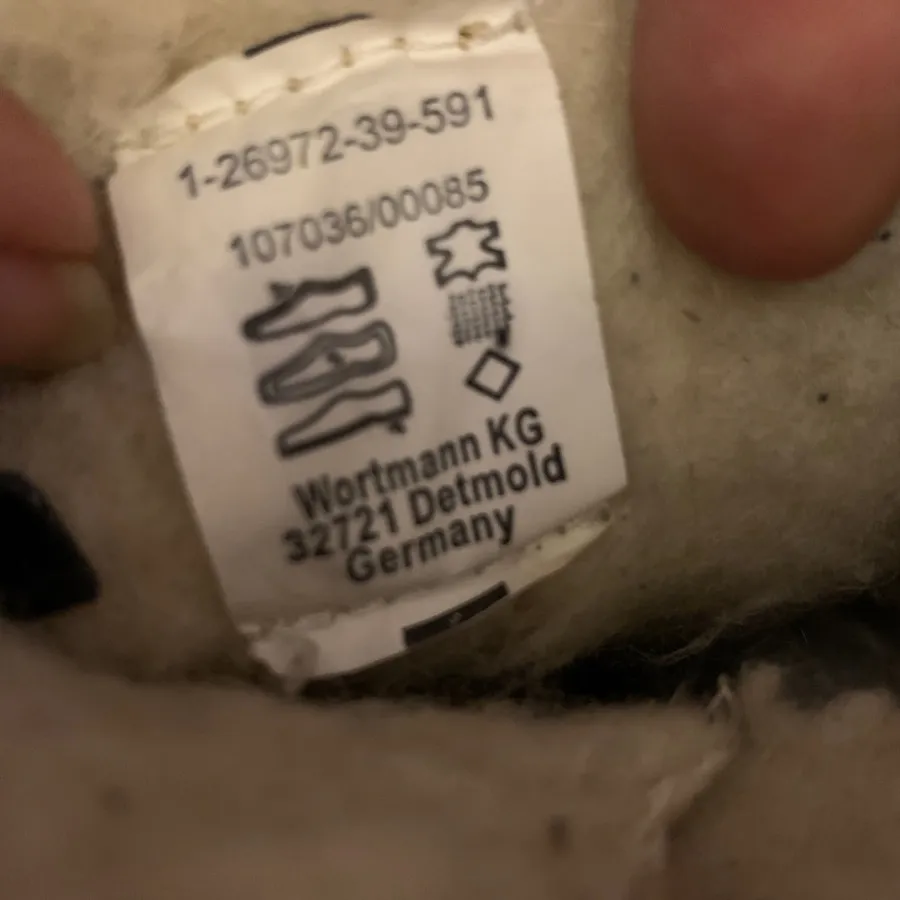 1-26972-39-591
107036/00085
Wortmann KG
32721 Detmold
Germany